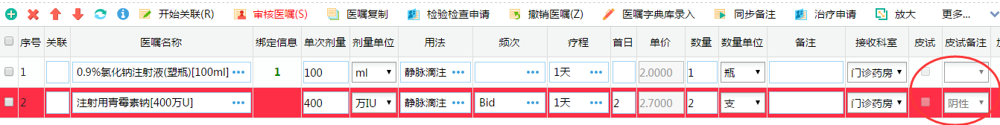 开始关联(R) 审核医嘱(S) 医嘱复制 检验检查申请 撤销医嘱(Z) 医嘱字典库录入 同步备注 治疗申请 放大 更多...
序号 关联 医嘱名称 绑定信息 单次剂量 剂量单位 用法 频次 疗程 首日 单价 数量 数量单位 备注 接收科室 皮试 皮试备注
1 0.9%氯化钠注射液(塑瓶)[100ml] ••• 1 100 ml 静脉滴注 ••• ••• 1天 ••• 2.0000 1 瓶 门诊药房
2 注射用青霉素钠[400万U] ••• 400 万IU 静脉滴注 ••• Bid ••• 1天 ••• 2 2.7000 2 支 门诊药房 阴性